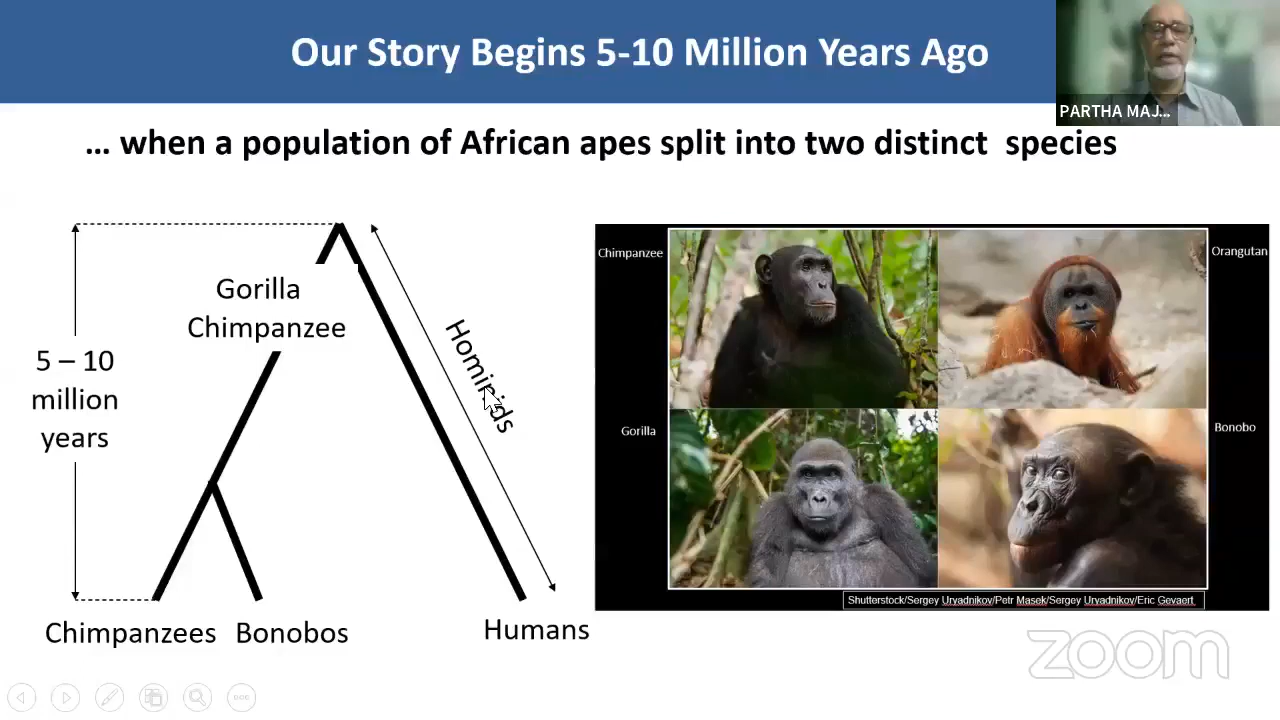 Our Story Begins 5-10 Million Years Ago
PARTHA MAJ...
... when a population of African apes split into two distinct species
Gorilla
Chimpanzee
5 – 10
million
years
Hominids
Chimpanzees
Bonobos
Humans
Chimpanzee
Orangutan
Gorilla
Bonobo
Shutterstock/Sergey Uryadnikov/Petr Masek/Sergey Uryadnikov/Eric Gevaert
zoom